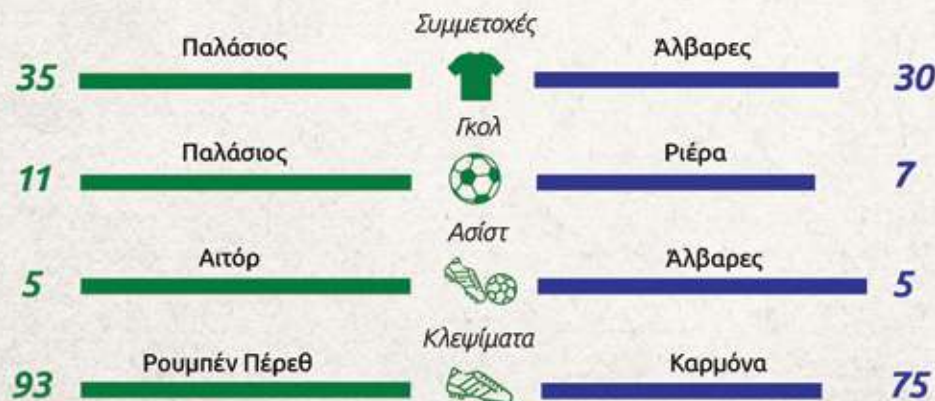 Συμμετοχές
Παλάσιος Άλβαρες
35 30
Γκολ
Παλάσιος Ριέρα
11 7
Ασίστ
Αιτόρ Άλβαρες
5 5
Κλεψίματα
Ρουμπέν Πέρεθ Καρμόνα
93 75